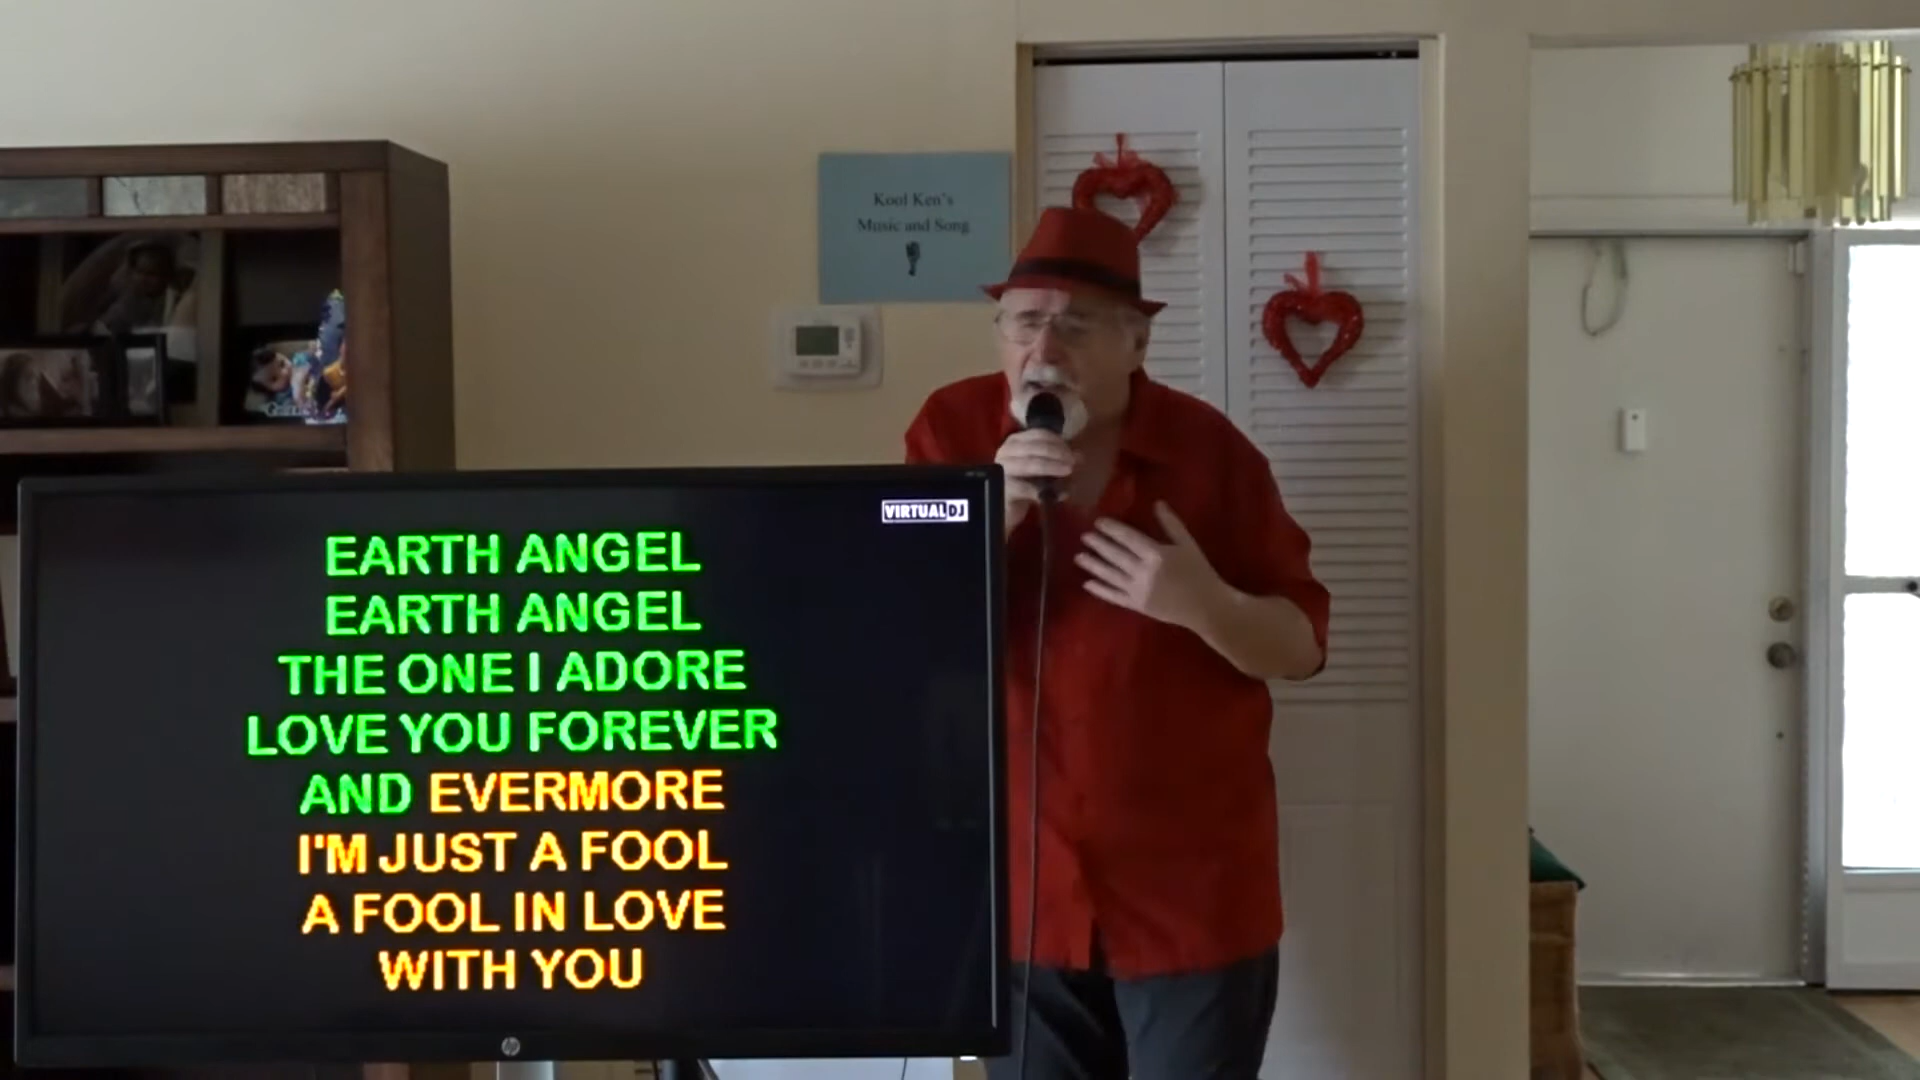 Kool Ken's
Music and Song
VIRTUALDJ
EARTH ANGEL
EARTH ANGEL
THE ONE I ADORE
LOVE YOU FOREVER
AND EVERMORE
I'M JUST A FOOL
A FOOL IN LOVE
WITH YOU
hp